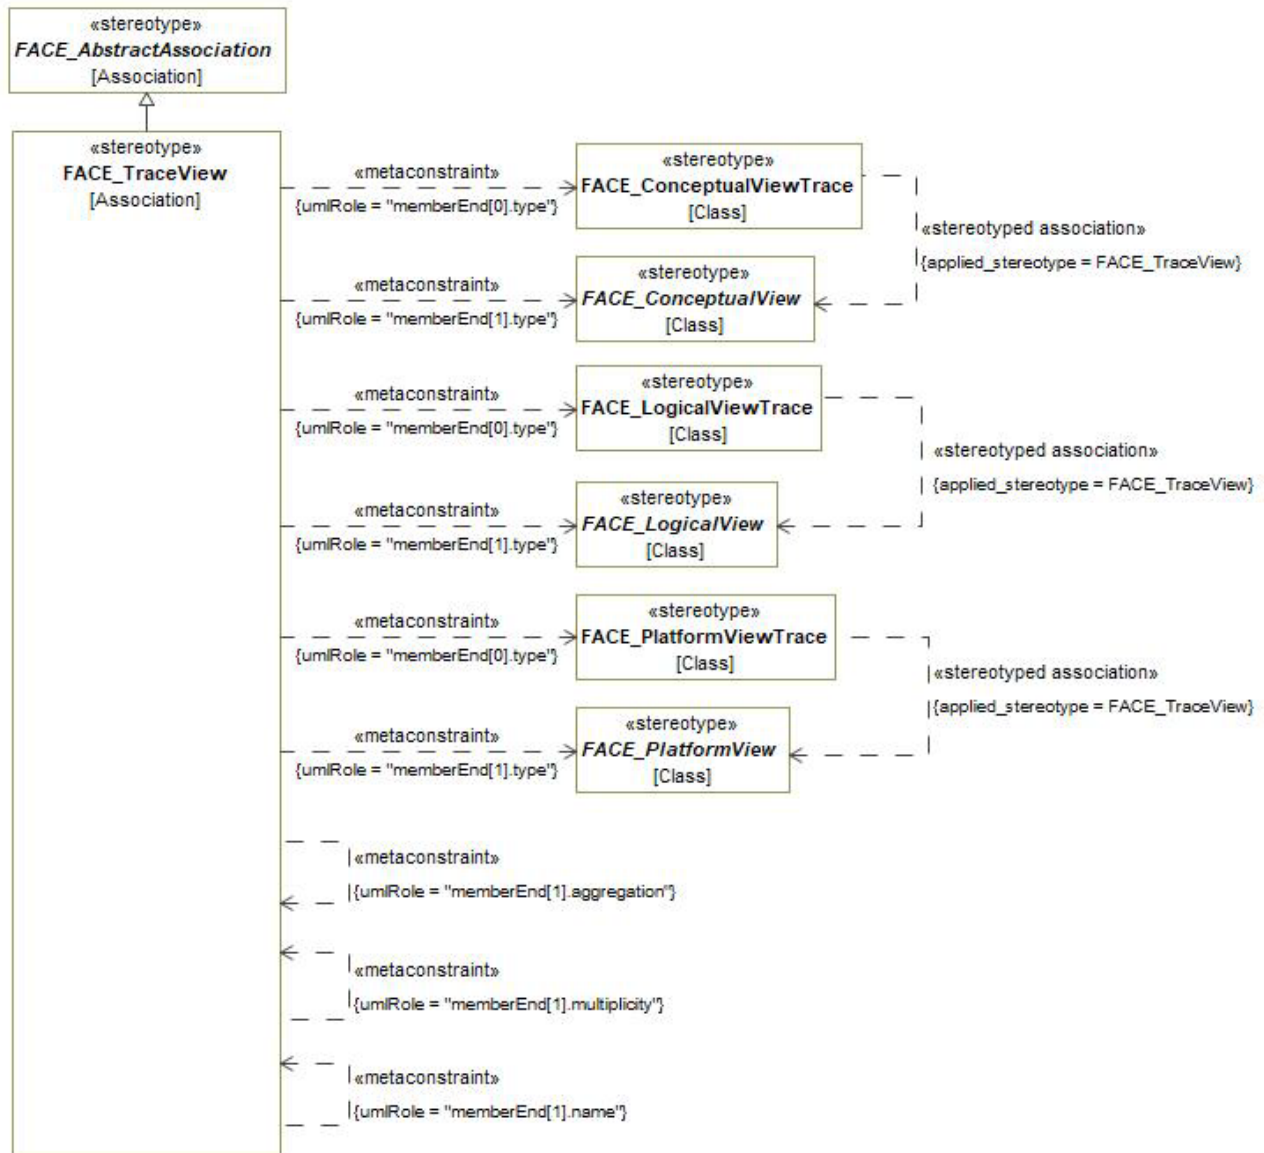 «stereotype»
FACE_AbstractAssociation
[Association]
«stereotype»
FACE_TraceView
[Association]
«metaconstraint»
{umlRole = "memberEnd[0].type"}
«stereotype»
FACE_ConceptualViewTrace
[Class]
«stereotyped association»
{applied_stereotype = FACE_TraceView}
«metaconstraint»
{umlRole = "memberEnd[1].type"}
«stereotype»
FACE_ConceptualView
[Class]
«metaconstraint»
{umlRole = "memberEnd[0].type"}
«stereotype»
FACE_LogicalViewTrace
[Class]
«stereotyped association»
{applied_stereotype = FACE_TraceView}
«metaconstraint»
{umlRole = "memberEnd[1].type"}
«stereotype»
FACE_LogicalView
[Class]
«metaconstraint»
{umlRole = "memberEnd[0].type"}
«stereotype»
FACE_PlatformViewTrace
[Class]
«stereotyped association»
{applied_stereotype = FACE_TraceView}
«metaconstraint»
{umlRole = "memberEnd[1].type"}
«stereotype»
FACE_PlatformView
[Class]
«metaconstraint»
{umlRole = "memberEnd[1].aggregation"}
«metaconstraint»
{umlRole = "memberEnd[1].multiplicity"}
«metaconstraint»
{umlRole = "memberEnd[1].name"}